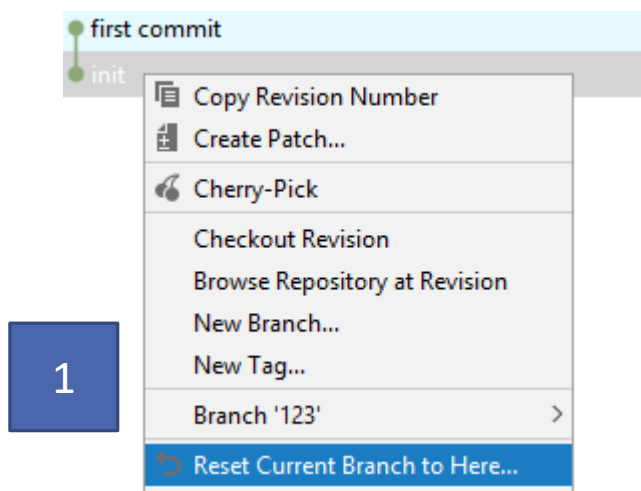 first commit
init
Copy Revision Number
Create Patch...
Cherry-Pick
Checkout Revision
Browse Repository at Revision
New Branch...
New Tag...
1
Branch '123'
Reset Current Branch to Here...